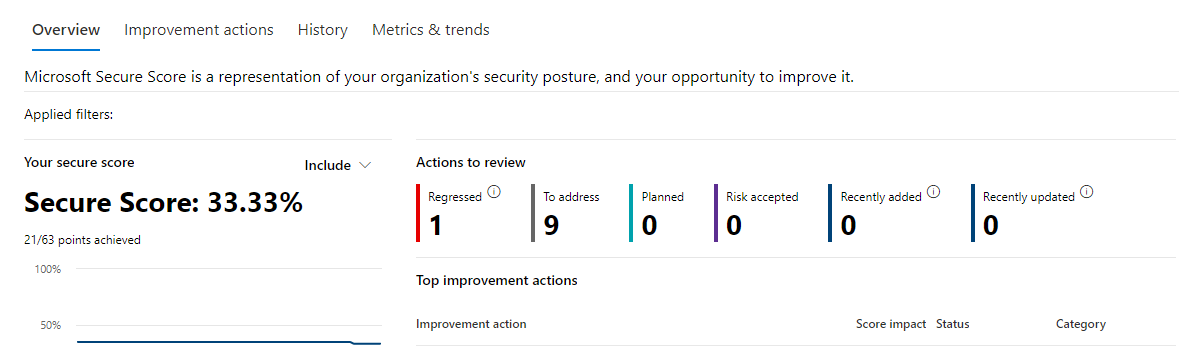 Overview Improvement actions History Metrics & trends
Microsoft Secure Score is a representation of your organization's security posture, and your opportunity to improve it.
Applied filters:
Your secure score
Include
Secure Score: 33.33%
21/63 points achieved
100%
50%
Actions to review
Regressed To address Planned Risk accepted Recently added Recently updated
1 9 0 0 0 0
Top improvement actions
Improvement action Score impact Status Category